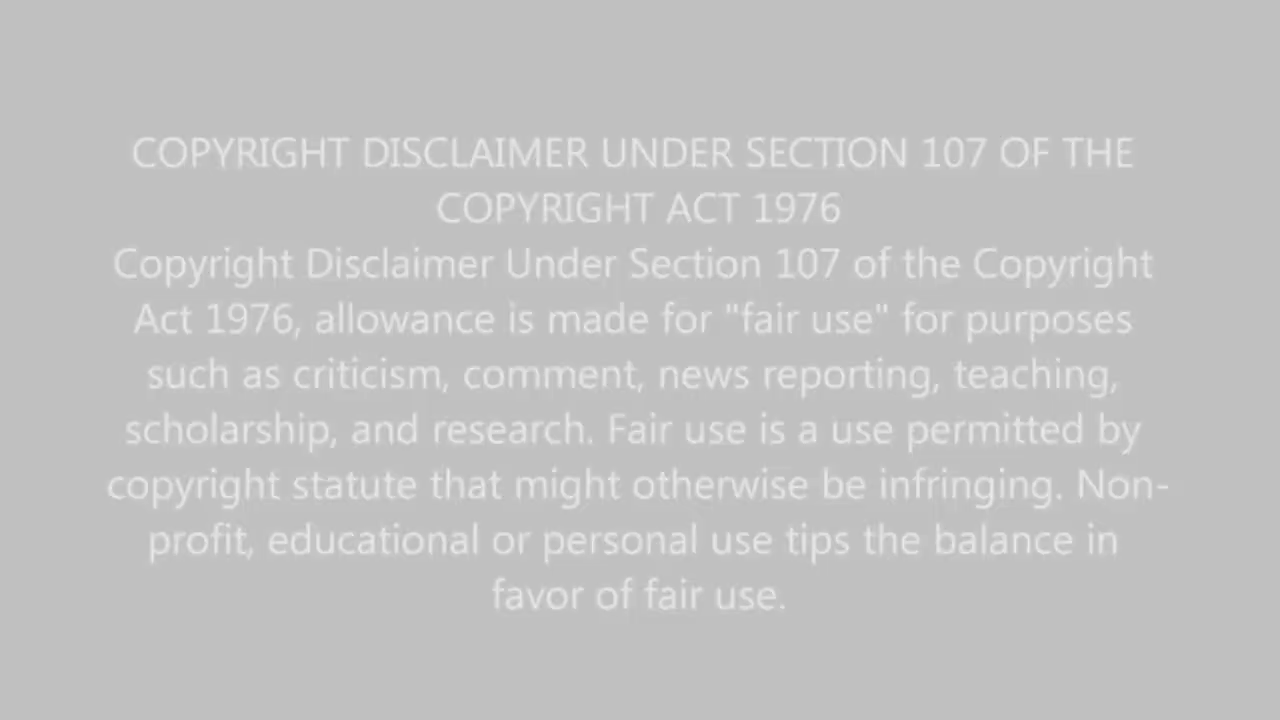 COPYRIGHT DISCLAIMER UNDER SECTION 107 OF THE
COPYRIGHT ACT 1976
Copyright Disclaimer Under Section 107 of the Copyright
Act 1976, allowance is made for "fair use" for purposes
such as criticism, comment, news reporting, teaching,
scholarship, and research. Fair use is a use permitted by
copyright statute that might otherwise be infringing. Non-
profit, educational or personal use tips the balance in
favor of fair use.